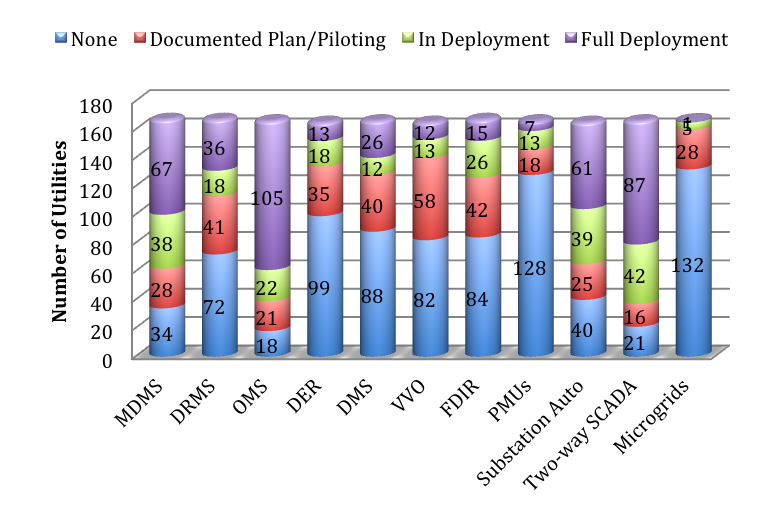 None Documented Plan/Piloting In Deployment Full Deployment
Number of Utilities
180
160
140
120
100
80
60
40
20
0
67 36 105 13 26 12 15 7 61 87 1
38 18 22 18 12 13 26 13 39 42 5
28 41 21 35 40 58 42 18 25 16 28
34 72 18 99 88 82 84 128 40 21 132
MDMS DRMS OMS DER DMS VVO FDIR PMUs Substation Auto Two-way SCADA Microgrids